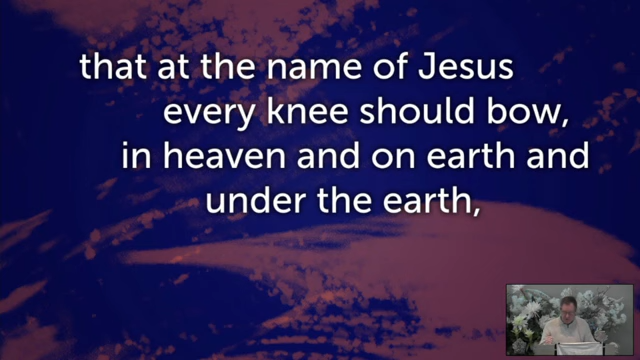 that at the name of Jesus
every knee should bow,
in heaven and on earth and
under the earth,